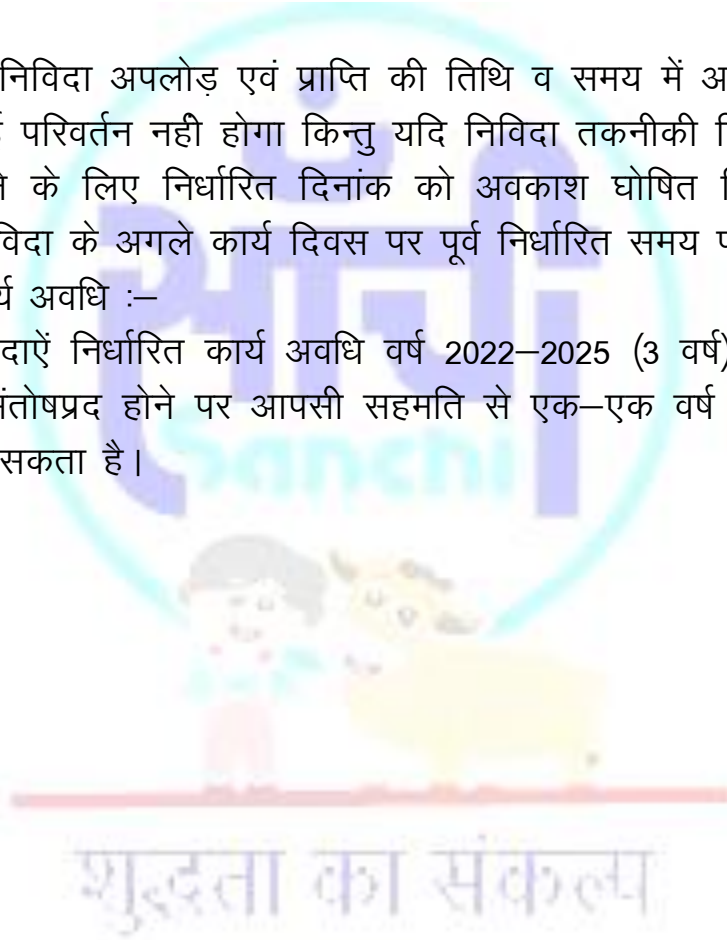 निविदा अपलोड़ एवं प्राप्ति की तिथि व समय में
परिवर्तन नहीं होगा किन्तु यदि निविदा तकनीकी
के लिए निर्धारित दिनांक को अवकाश घोषित
विदा के अगले कार्य दिवस पर पूर्व निर्धारित समय
र्य अवधि :–
दाऐं निर्धारित कार्य अवधि वर्ष 2022–2025 (3 वर्ष)
संतोषप्रद होने पर आपसी सहमति से एक–एक वर्ष
सकता है।
साँची
Sanchi
शुद्धता का संकल्प